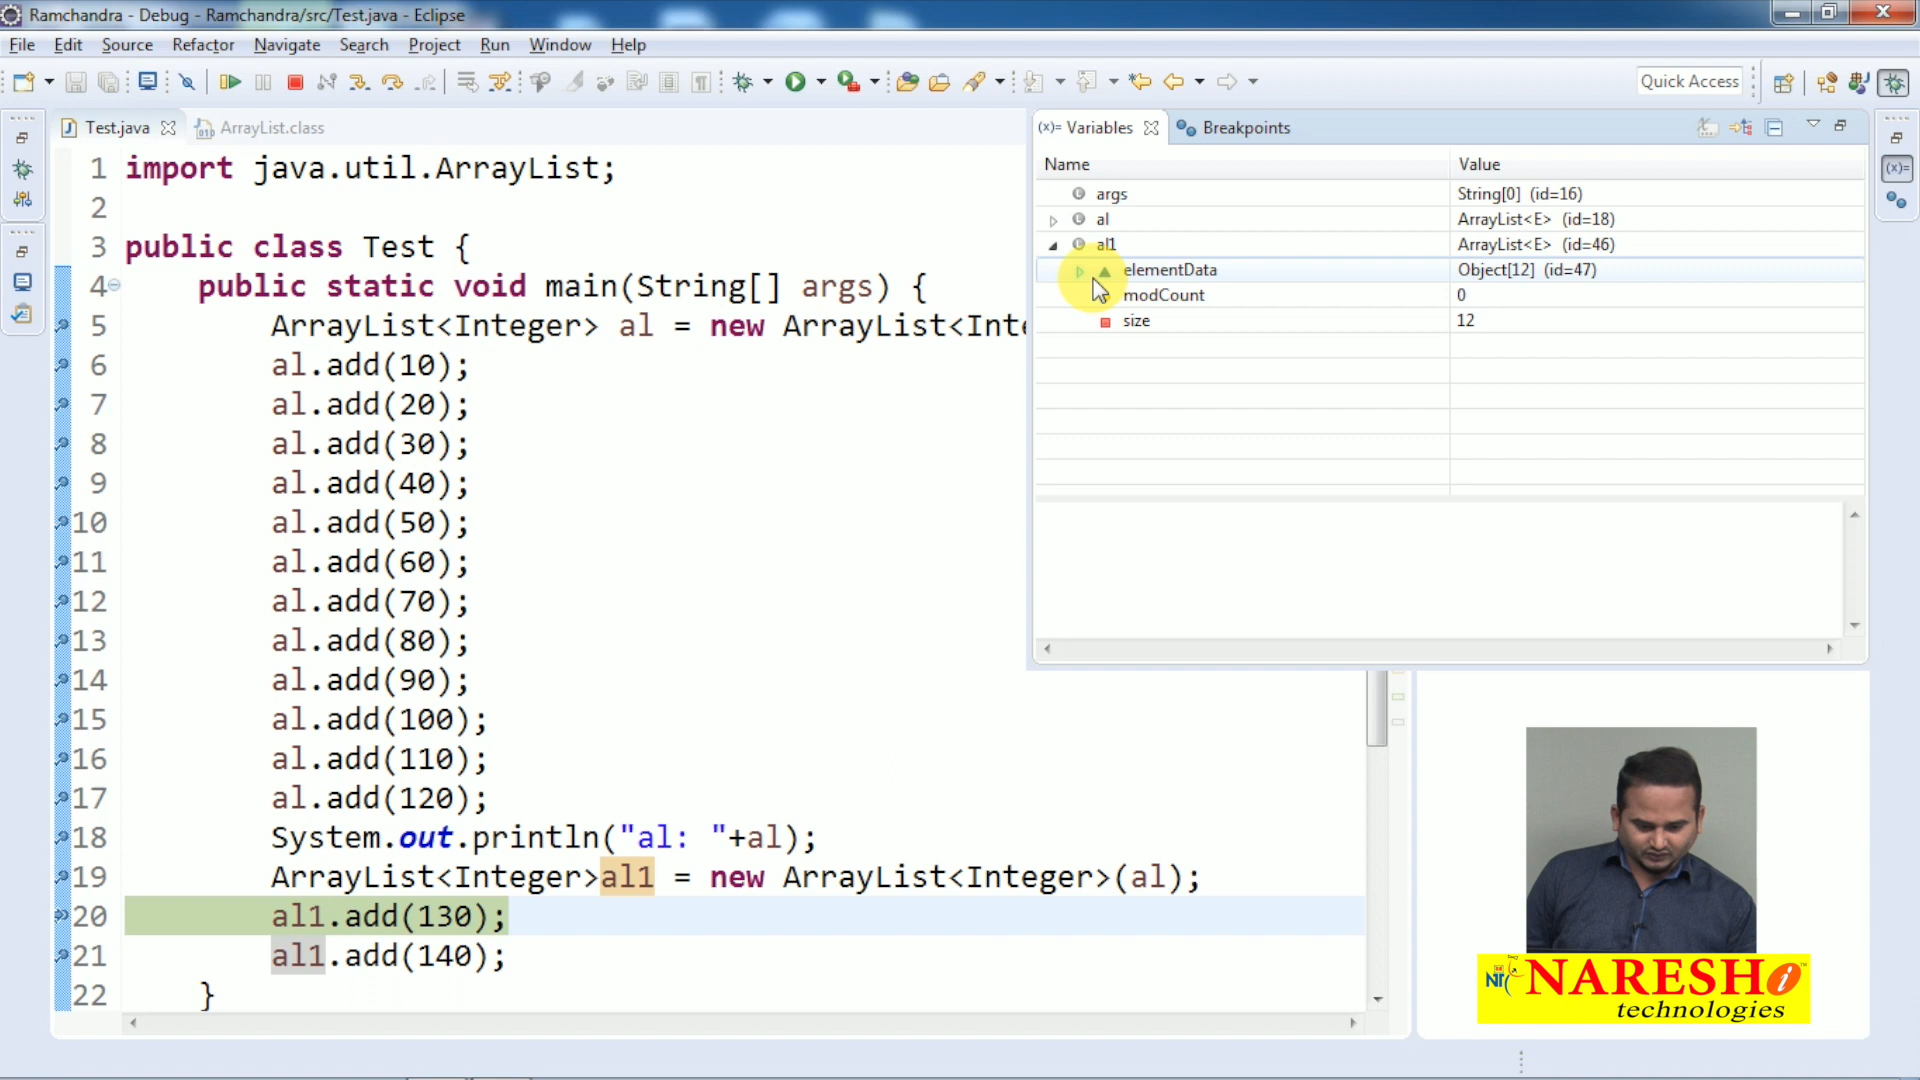 Ramchandra - Debug - Ramchandra/src/Test.java - Eclipse
File Edit Source Refactor Navigate Search Project Run Window Help
Quick Access
Test.java
ArrayList.class
1 import java.util.ArrayList;
2
3 public class Test {
4 public static void main(String[] args) {
5 ArrayList<Integer> al = new ArrayList<Inte
6 al.add(10);
7 al.add(20);
8 al.add(30);
9 al.add(40);
10 al.add(50);
11 al.add(60);
12 al.add(70);
13 al.add(80);
14 al.add(90);
15 al.add(100);
16 al.add(110);
17 al.add(120);
18 System.out.println("al: "+al);
19 ArrayList<Integer>al1 = new ArrayList<Integer>(al);
20 al1.add(130);
21 al1.add(140);
22 }
(x)= Variables
Breakpoints
Name Value
args String[0] (id=16)
al ArrayList<E> (id=18)
al1 ArrayList<E> (id=46)
elementData Object[12] (id=47)
modCount 0
size 12
(x)=
NARESH i
technologies